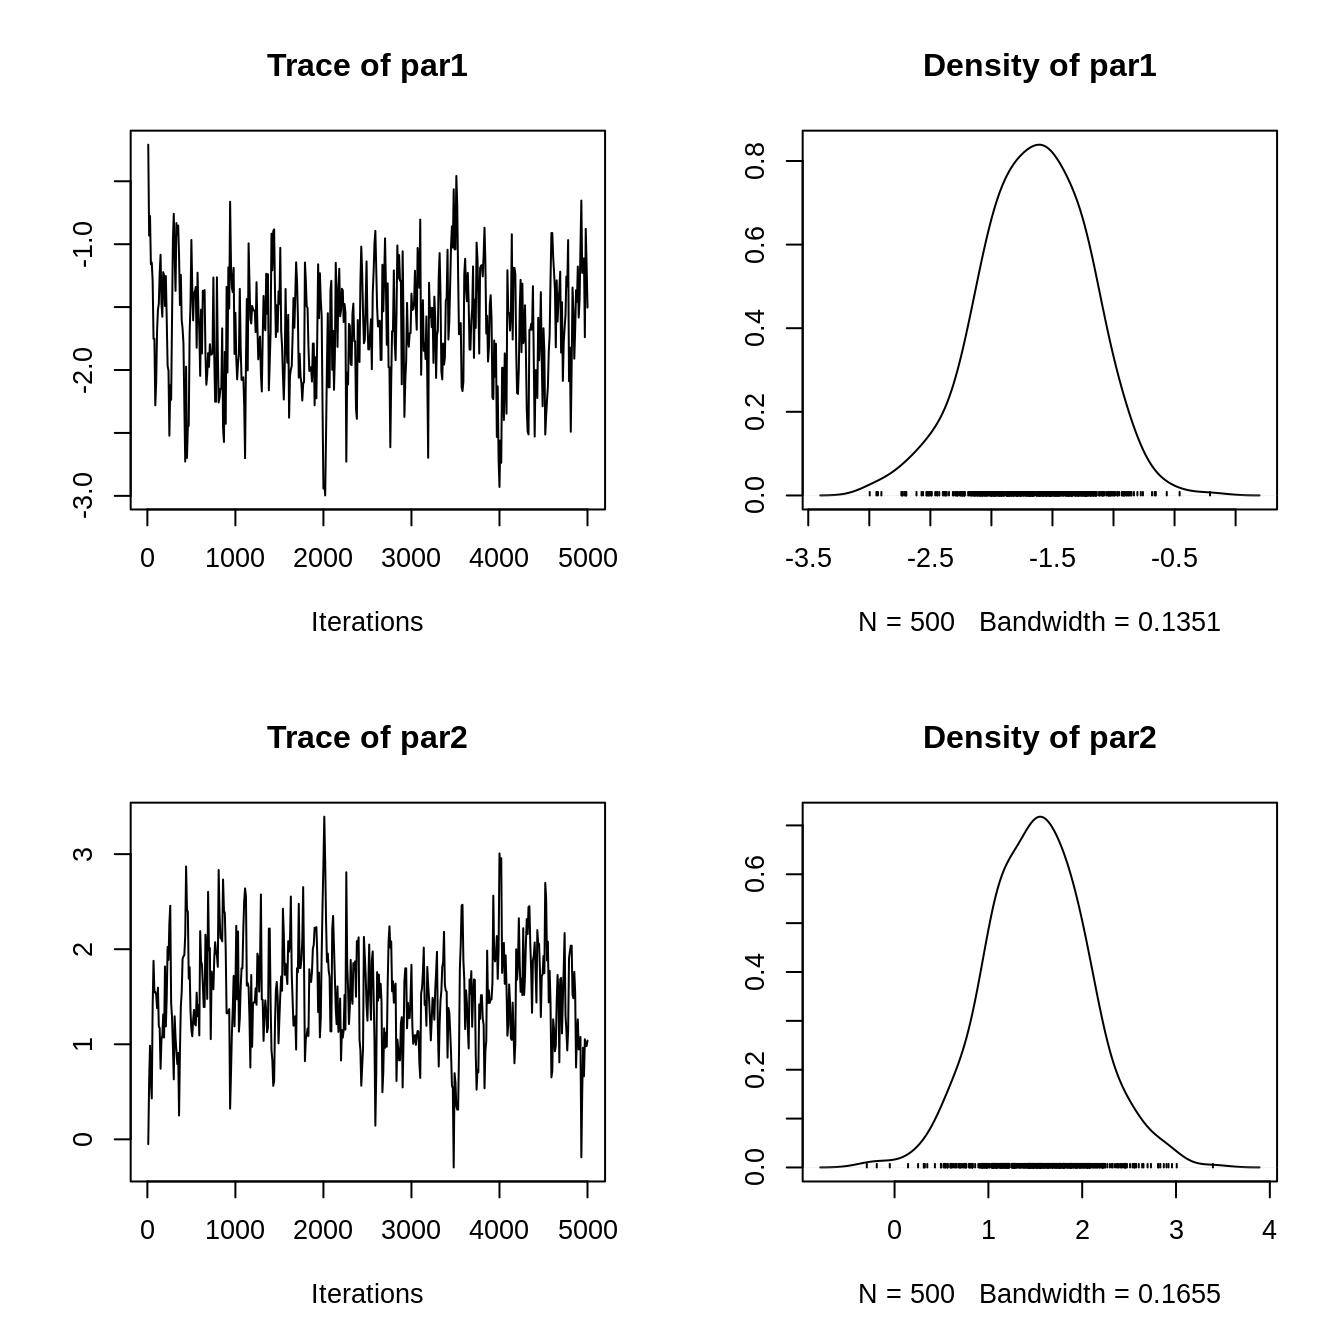 Trace of par1
-1.0
-2.0
-3.0
0 1000 2000 3000 4000 5000
Iterations
Density of par1
0.8
0.6
0.4
0.2
0.0
-3.5 -2.5 -1.5 -0.5
N = 500 Bandwidth = 0.1351
Trace of par2
3
2
1
0
0 1000 2000 3000 4000 5000
Iterations
Density of par2
0.6
0.4
0.2
0.0
0 1 2 3 4
N = 500 Bandwidth = 0.1655